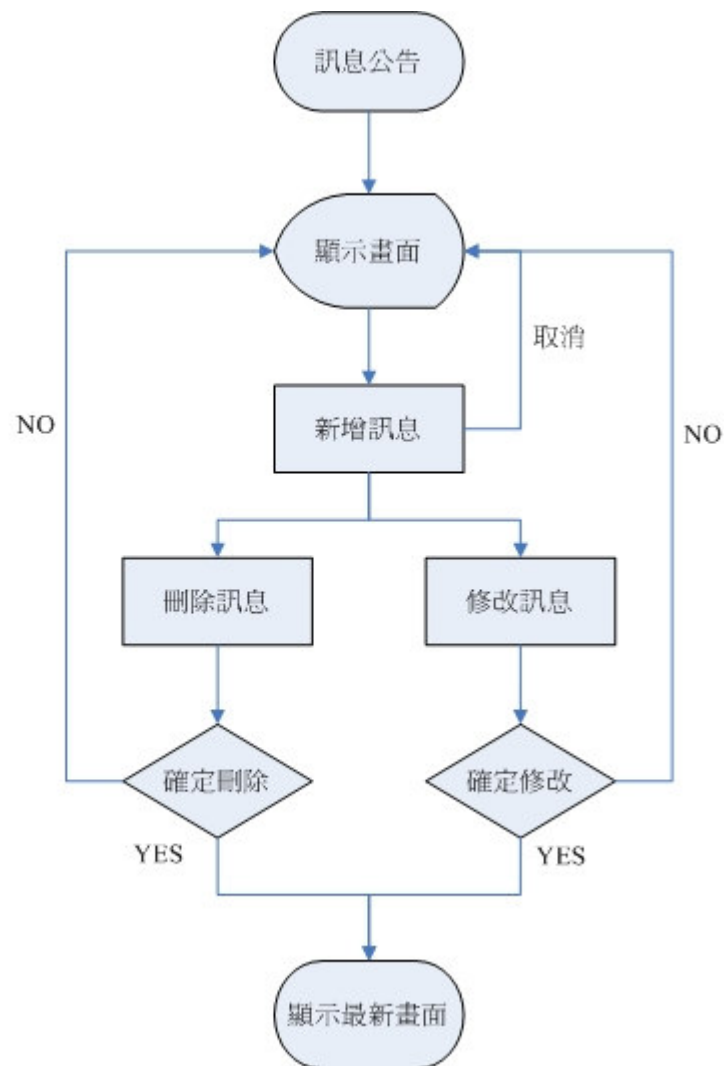 訊息公告
顯示畫面
取消
NO
NO
新增訊息
刪除訊息
修改訊息
確定刪除
確定修改
YES
YES
顯示最新畫面